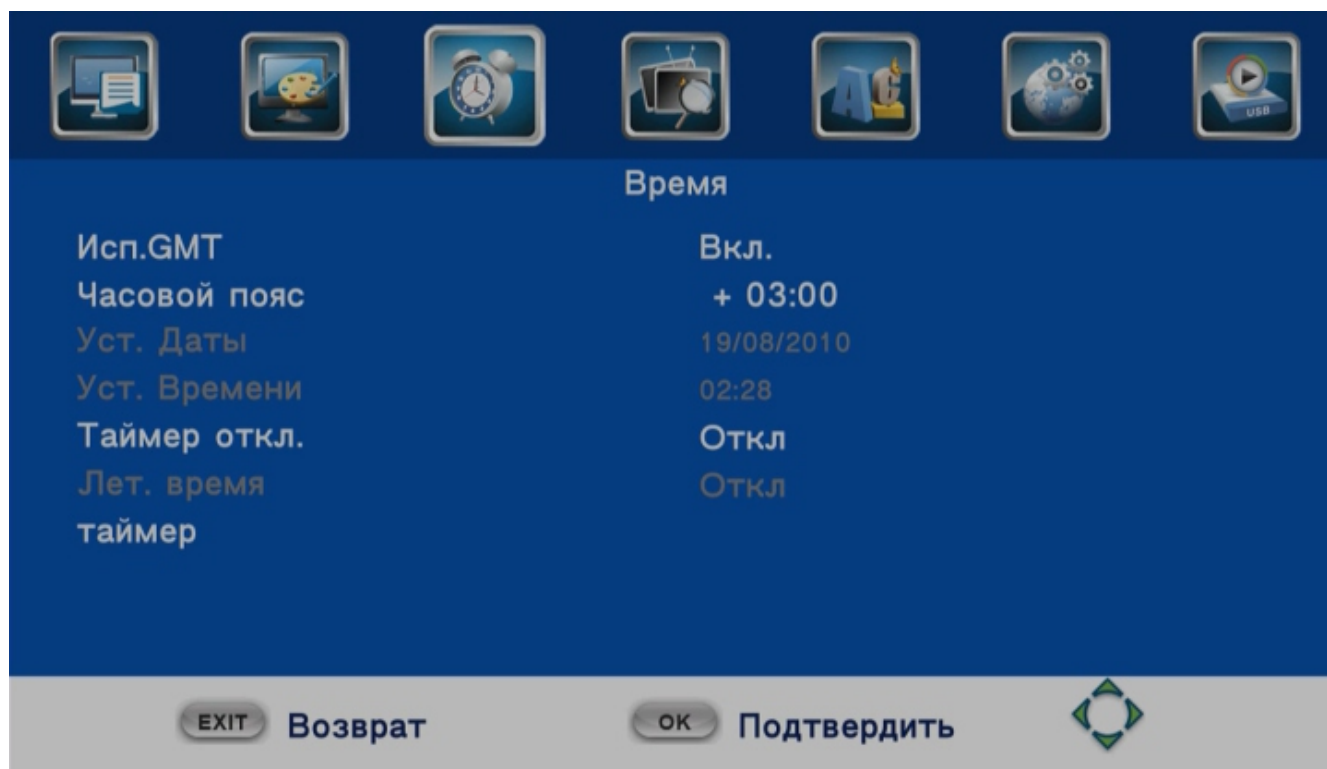 AG
USB
Время
Исп.GMT Вкл.
Часовой пояс + 03:00
Уст. Даты 19/08/2010
Уст. Времени 02:28
Таймер откл. Откл
Лет. время Откл
таймер
EXIT Возврат OK Подтвердить